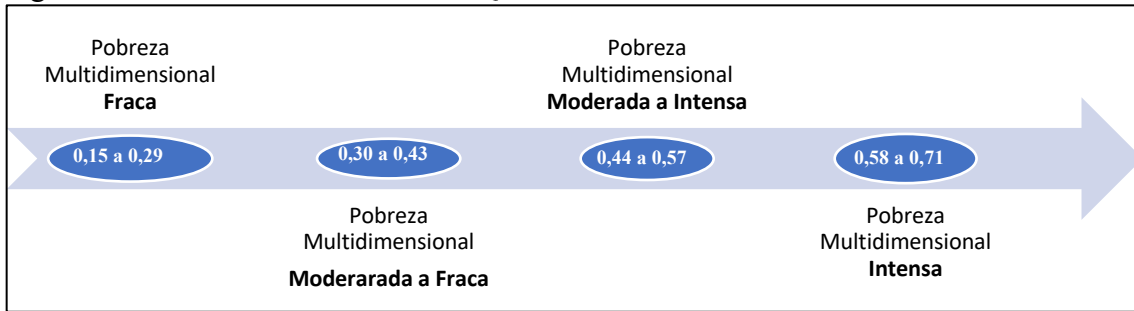 Pobreza
Multidimensional
Fraca
Pobreza
Multidimensional
Moderada a Intensa
0,15 a 0,29
0,30 a 0,43
0,44 a 0,57
0,58 a 0,71
Pobreza
Multidimensional
Moderarada a Fraca
Pobreza
Multidimensional
Intensa